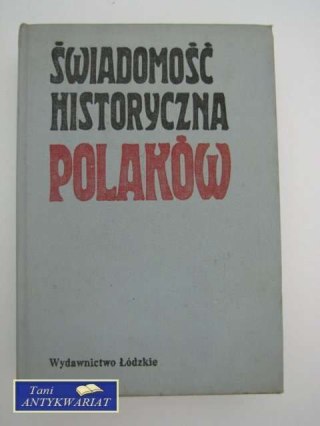 ŚWIADOMOŚĆ
HISTORYCZNA
POLAKÓW
Wydawnictwo Łódzkie
Tani
ANTYKWARIAT